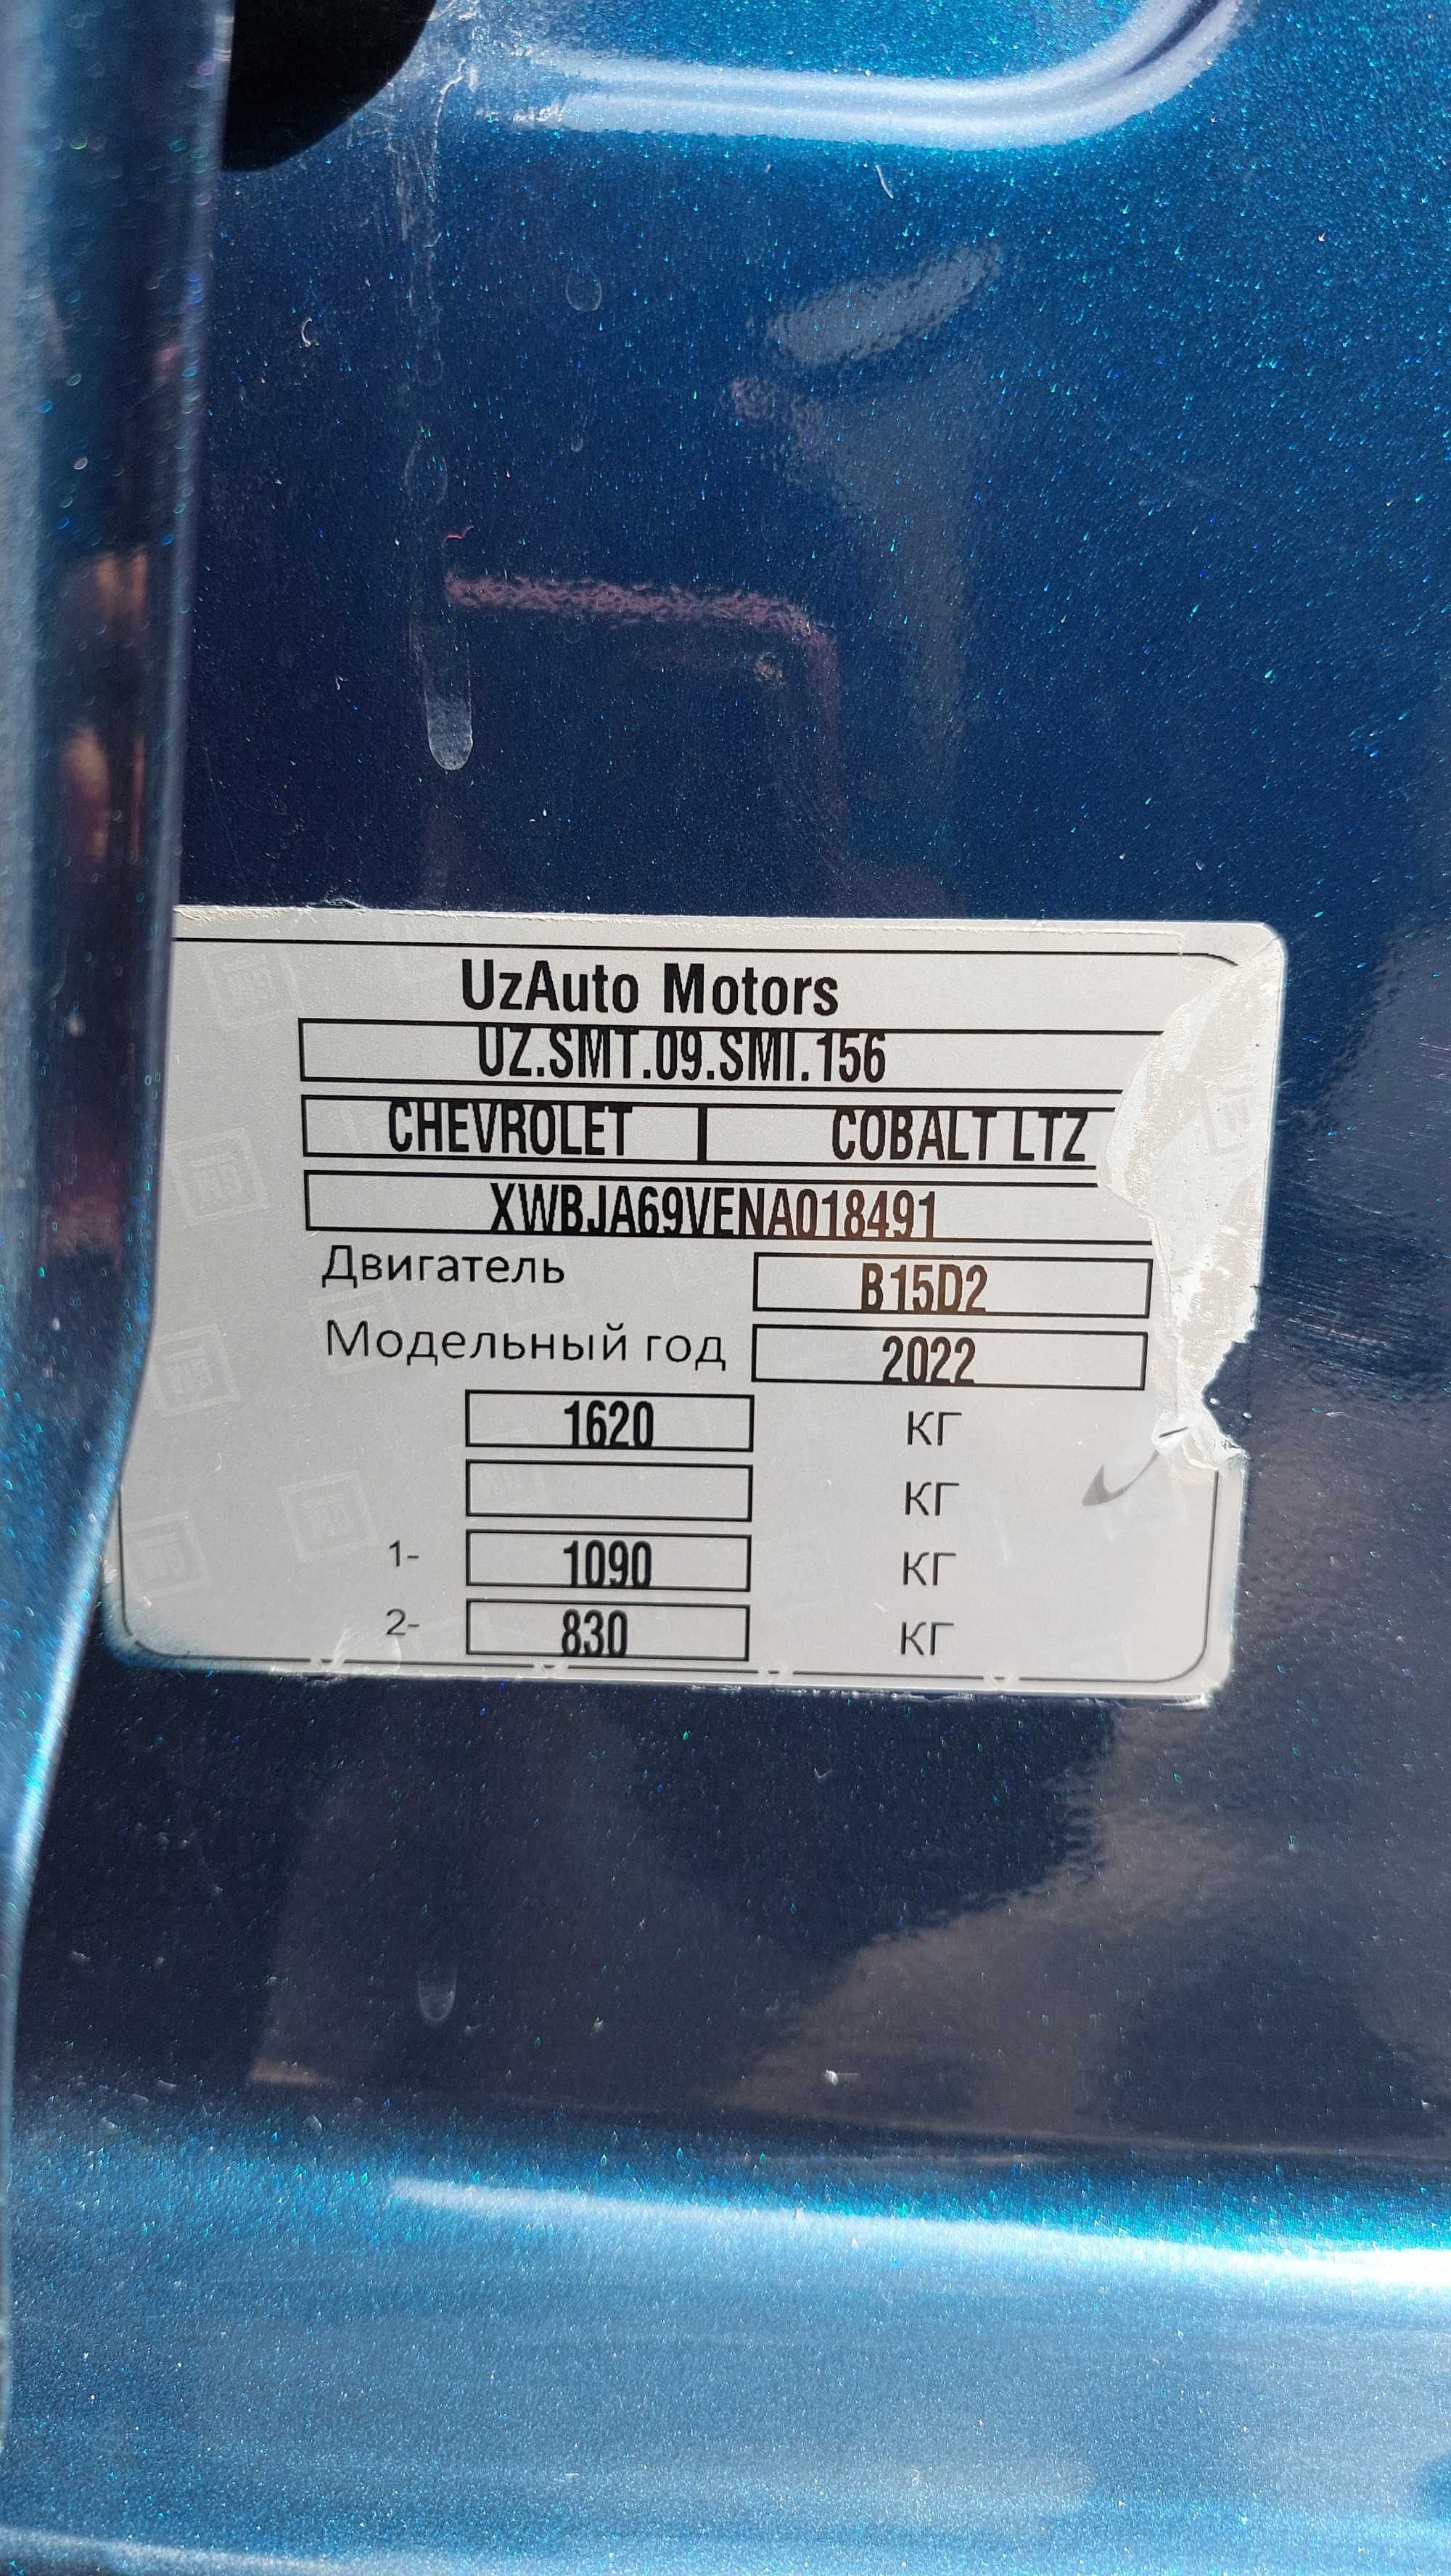 UzAuto Motors
UZ.SMT.09.SMI.156
CHEVROLET COBALT LTZ
XWBJA69VENA018491
Двигатель B15D2
Модельный год 2022
1620 КГ
КГ
1- 1090 КГ
2- 830 КГ